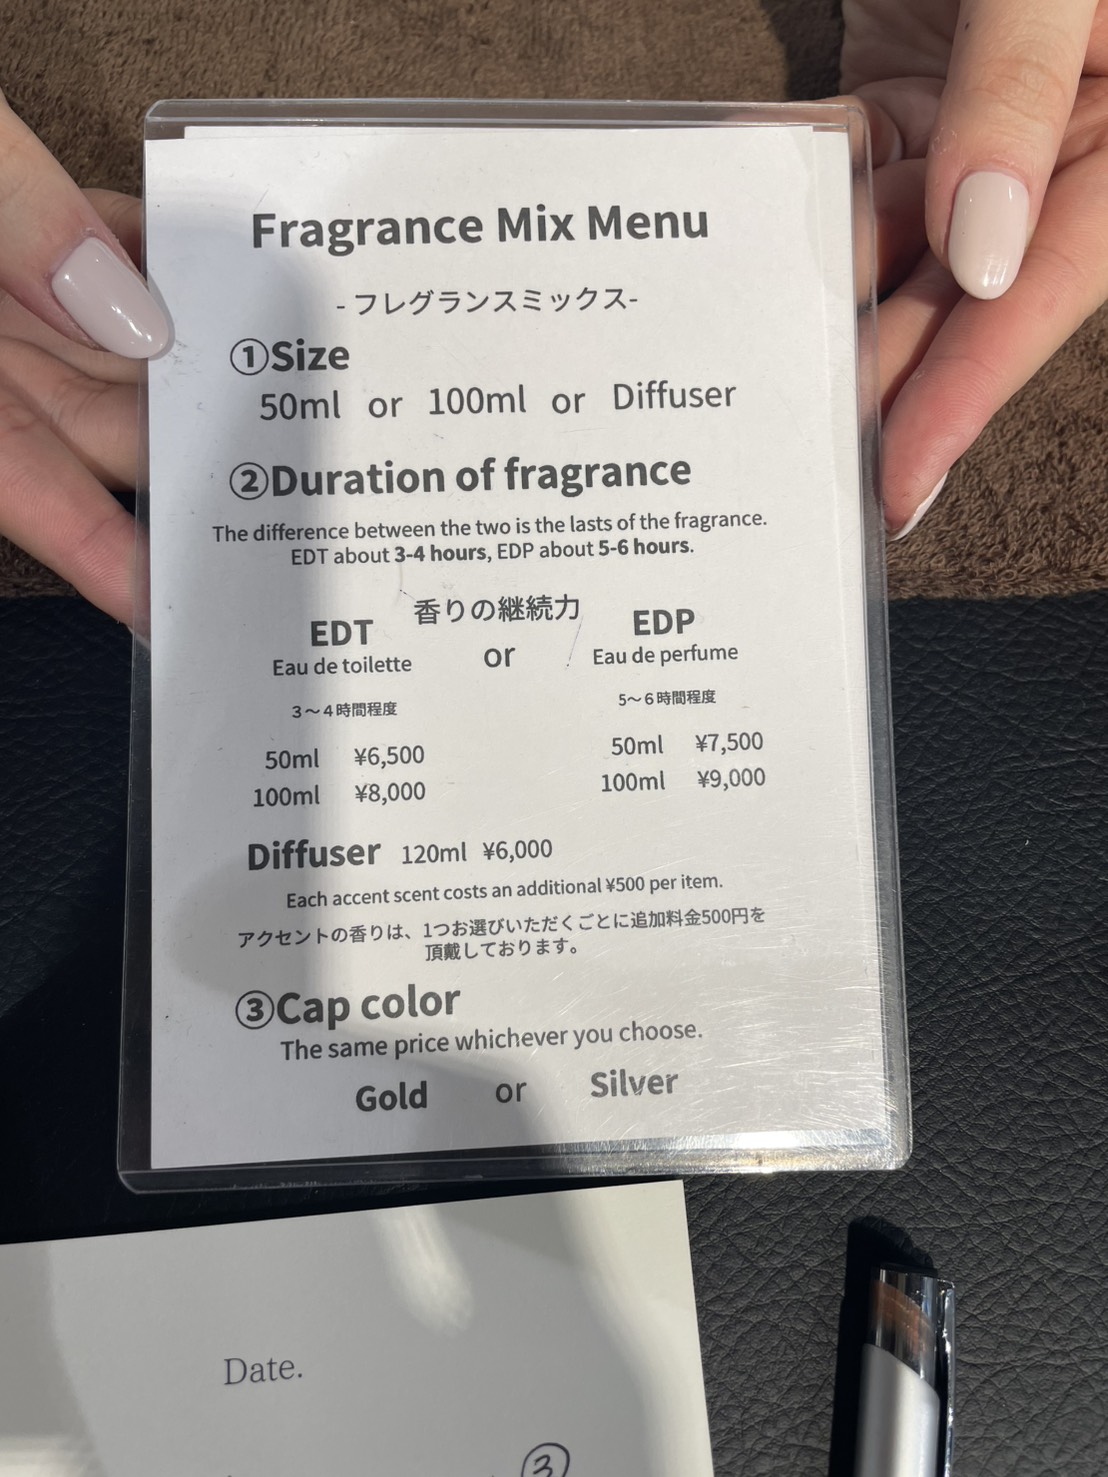 Fragrance Mix Menu
- フレグランスミックス-
①Size
50ml or 100ml or Diffuser
②Duration of fragrance
The difference between the two is the lasts of the fragrance.
EDT about 3-4 hours, EDP about 5-6 hours.
香りの継続力
EDT or EDP
Eau de toilette Eau de perfume
3～4時間程度 5～6時間程度
50ml ¥6,500 50ml ¥7,500
100ml ¥8,000 100ml ¥9,000
Diffuser 120ml ¥6,000
Each accent scent costs an additional ¥500 per item.
アクセントの香りは、1つお選びいただくごとに追加料金500円を
頂戴しております。
③Cap color
The same price whichever you choose.
Gold or Silver
Date.
③